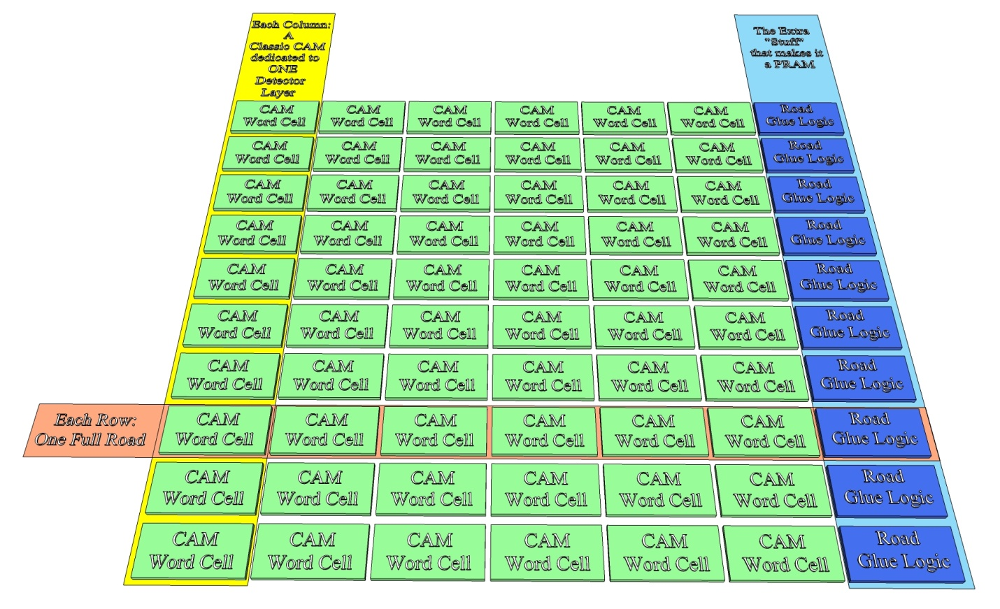 Each Column:
A
Classic CAM
dedicated to
ONE
Detector
Layer
The Extra
"Stuff"
that makes it
a PRAM
CAM CAM CAM CAM CAM CAM Road
Word Cell Word Cell Word Cell Word Cell Word Cell Word Cell Glue Logic
CAM CAM CAM CAM CAM CAM Road
Word Cell Word Cell Word Cell Word Cell Word Cell Word Cell Glue Logic
CAM CAM CAM CAM CAM CAM Road
Word Cell Word Cell Word Cell Word Cell Word Cell Word Cell Glue Logic
CAM CAM CAM CAM CAM CAM Road
Word Cell Word Cell Word Cell Word Cell Word Cell Word Cell Glue Logic
CAM CAM CAM CAM CAM CAM Road
Word Cell Word Cell Word Cell Word Cell Word Cell Word Cell Glue Logic
CAM CAM CAM CAM CAM CAM Road
Word Cell Word Cell Word Cell Word Cell Word Cell Word Cell Glue Logic
CAM CAM CAM CAM CAM CAM Road
Word Cell Word Cell Word Cell Word Cell Word Cell Word Cell Glue Logic
Each Row: CAM CAM CAM CAM CAM CAM Road
One Full Road Word Cell Word Cell Word Cell Word Cell Word Cell Word Cell Glue Logic
CAM CAM CAM CAM CAM CAM Road
Word Cell Word Cell Word Cell Word Cell Word Cell Word Cell Glue Logic
CAM CAM CAM CAM CAM CAM Road
Word Cell Word Cell Word Cell Word Cell Word Cell Word Cell Glue Logic